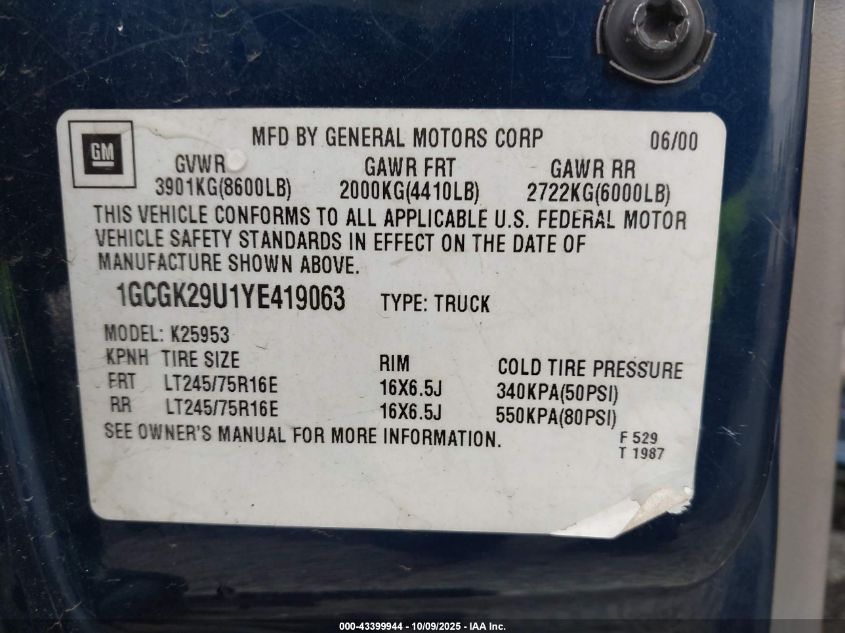 MFD BY GENERAL MOTORS CORP 06/00
GM
GVWR GAWR FRT GAWR RR
3901KG(8600LB) 2000KG(4410LB) 2722KG(6000LB)
THIS VEHICLE CONFORMS TO ALL APPLICABLE U.S. FEDERAL MOTOR
VEHICLE SAFETY STANDARDS IN EFFECT ON THE DATE OF
MANUFACTURE SHOWN ABOVE.
1GCGK29U1YE419063 TYPE: TRUCK
MODEL: K25953
KPNH TIRE SIZE RIM COLD TIRE PRESSURE
FRT LT245/75R16E 16X6.5J 340KPA(50PSI)
RR LT245/75R16E 16X6.5J 550KPA(80PSI)
SEE OWNER'S MANUAL FOR MORE INFORMATION.
F 529
T 1987
000-43399944 - 10/09/2025 - IAA Inc.